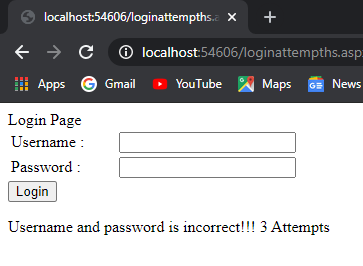 localhost:54606/loginattempths.a
localhost:54606/loginattempths.asp
Apps Gmail YouTube Maps News
Login Page
Username :
Password :
Login
Username and password is incorrect!!! 3 Attempts